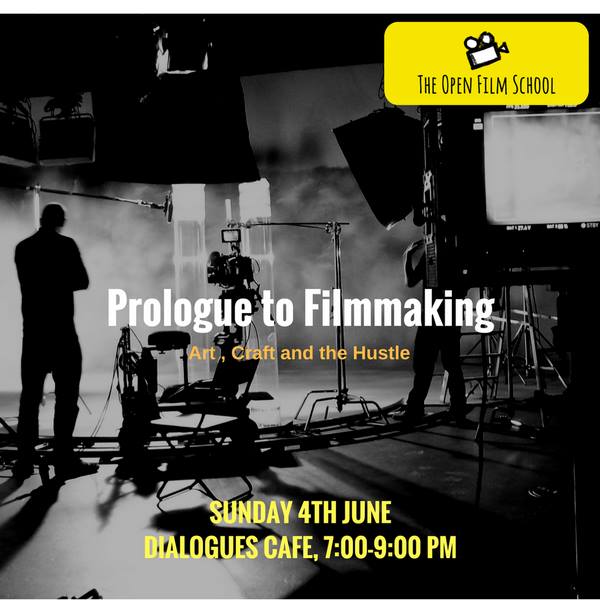 The Open Film School
Prologue to Filmmaking
Art , Craft and the Hustle
SUNDAY 4TH JUNE
DIALOGUES CAFE, 7:00-9:00 PM